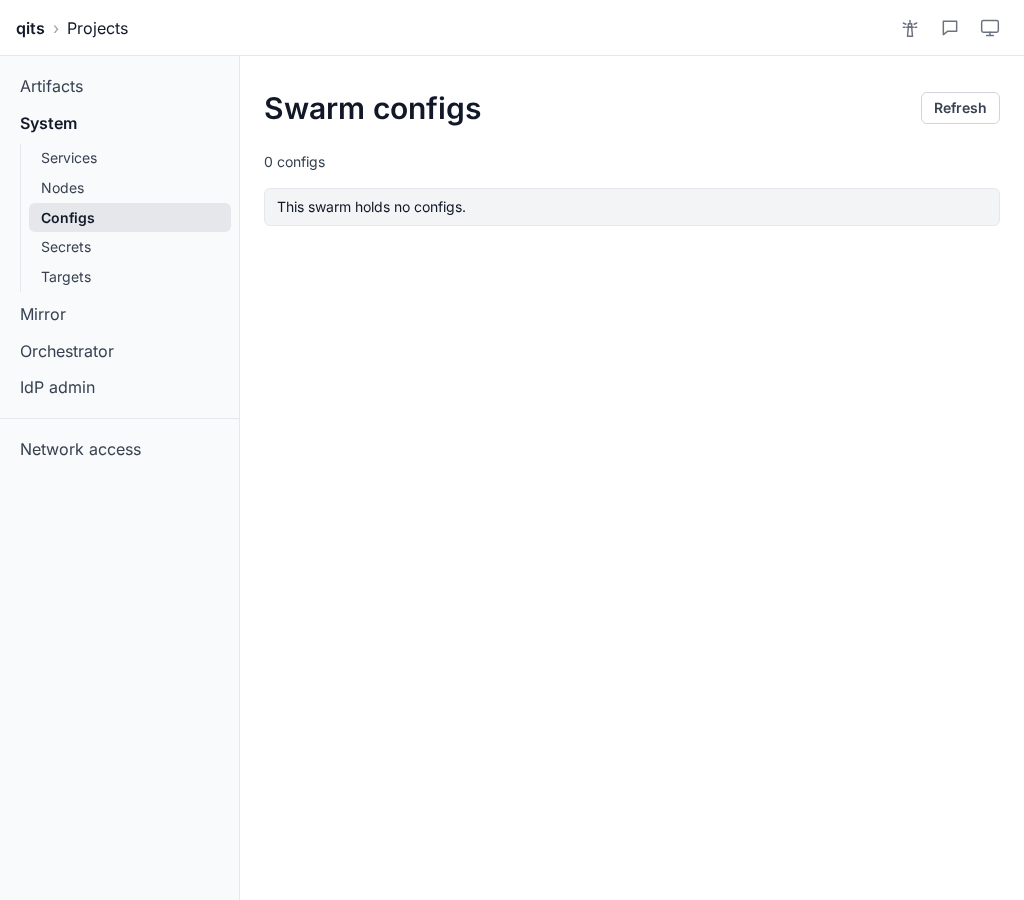 qits › Projects
Artifacts
System
Services
Nodes
Configs
Secrets
Targets
Mirror
Orchestrator
IdP admin
Network access
Swarm configs
Refresh
0 configs
This swarm holds no configs.